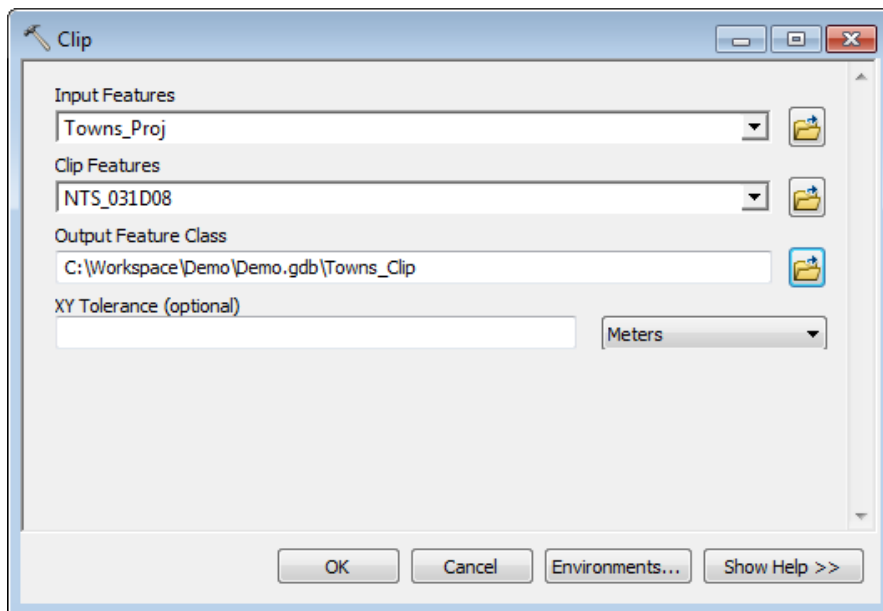 Clip
Input Features
Towns_Proj
Clip Features
NTS_031D08
Output Feature Class
C:\Workspace\Demo\Demo.gdb\Towns_Clip
XY Tolerance (optional)
Meters
OK Cancel Environments... Show Help >>